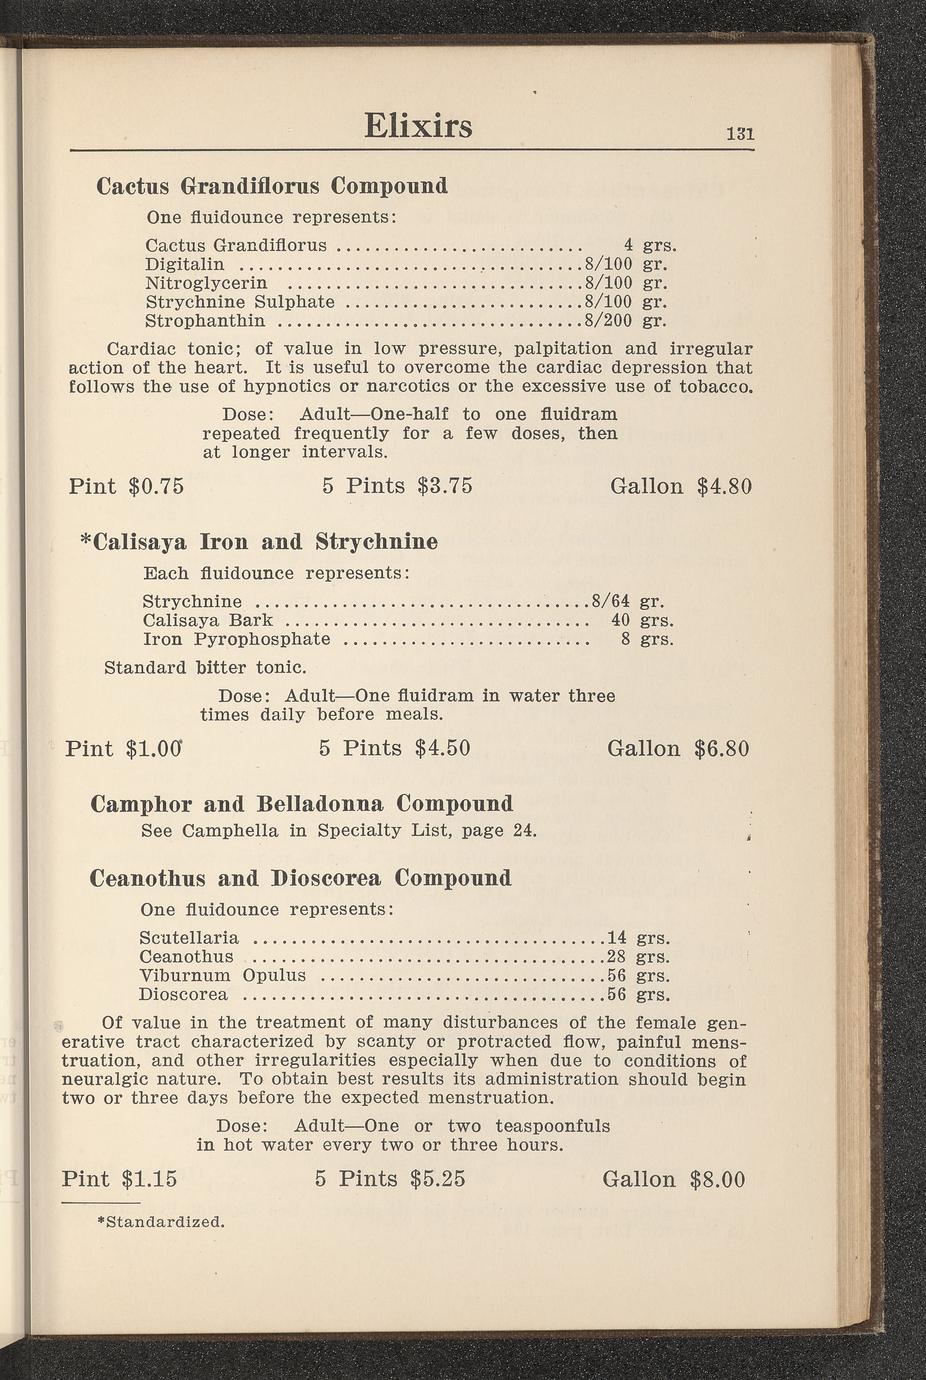 Elixirs 131
Cactus Grandiflorus Compound
One fluidounce represents:
Cactus Grandiflorus ......................... 4 grs.
Digitalin ...................................8/100 gr.
Nitroglycerin ..............................8/100 gr.
Strychnine Sulphate ........................8/100 gr.
Strophanthin ...............................8/200 gr.
Cardiac tonic; of value in low pressure, palpitation and irregular
action of the heart. It is useful to overcome the cardiac depression that
follows the use of hypnotics or narcotics or the excessive use of tobacco.
Dose: Adult—One-half to one fluidram
repeated frequently for a few doses, then
at longer intervals.
Pint $0.75 5 Pints $3.75 Gallon $4.80
*Calisaya Iron and Strychnine
Each fluidounce represents:
Strychnine ..................................8/64 gr.
Calisaya Bark ............................... 40 grs.
Iron Pyrophosphate ......................... 8 grs.
Standard bitter tonic.
Dose: Adult—One fluidram in water three
times daily before meals.
Pint $1.00 5 Pints $4.50 Gallon $6.80
Camphor and Belladonna Compound
See Camphella in Specialty List, page 24.
Ceanothus and Dioscorea Compound
One fluidounce represents:
Scutellaria ....................................14 grs.
Ceanothus ....................................28 grs.
Viburnum Opulus .............................56 grs.
Dioscorea .....................................56 grs.
Of value in the treatment of many disturbances of the female gen-
erative tract characterized by scanty or protracted flow, painful mens-
truation, and other irregularities especially when due to conditions of
neuralgic nature. To obtain best results its administration should begin
two or three days before the expected menstruation.
Dose: Adult—One or two teaspoonfuls
in hot water every two or three hours.
Pint $1.15 5 Pints $5.25 Gallon $8.00
*Standardized.